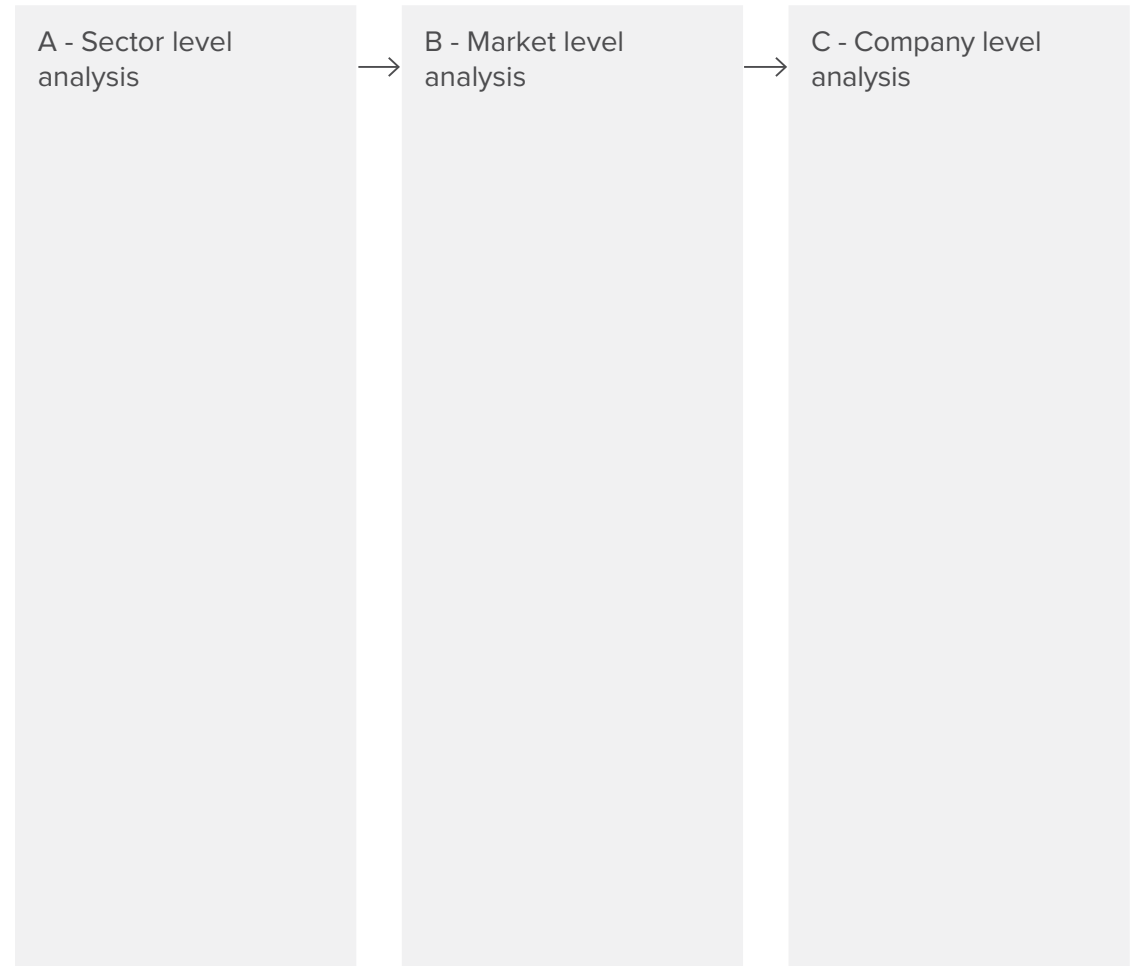 A - Sector level
analysis
B - Market level
analysis
C - Company level
analysis